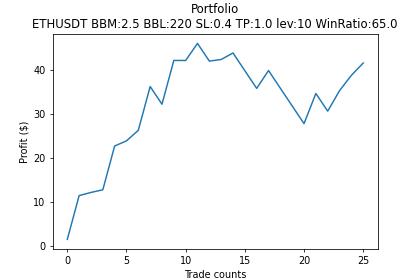 Portfolio
ETHUSDT BBM:2.5 BBL:220 SL:0.4 TP:1.0 lev:10 WinRatio:65.0
Profit ($)
40
30
20
10
0
0 5 10 15 20 25
Trade counts